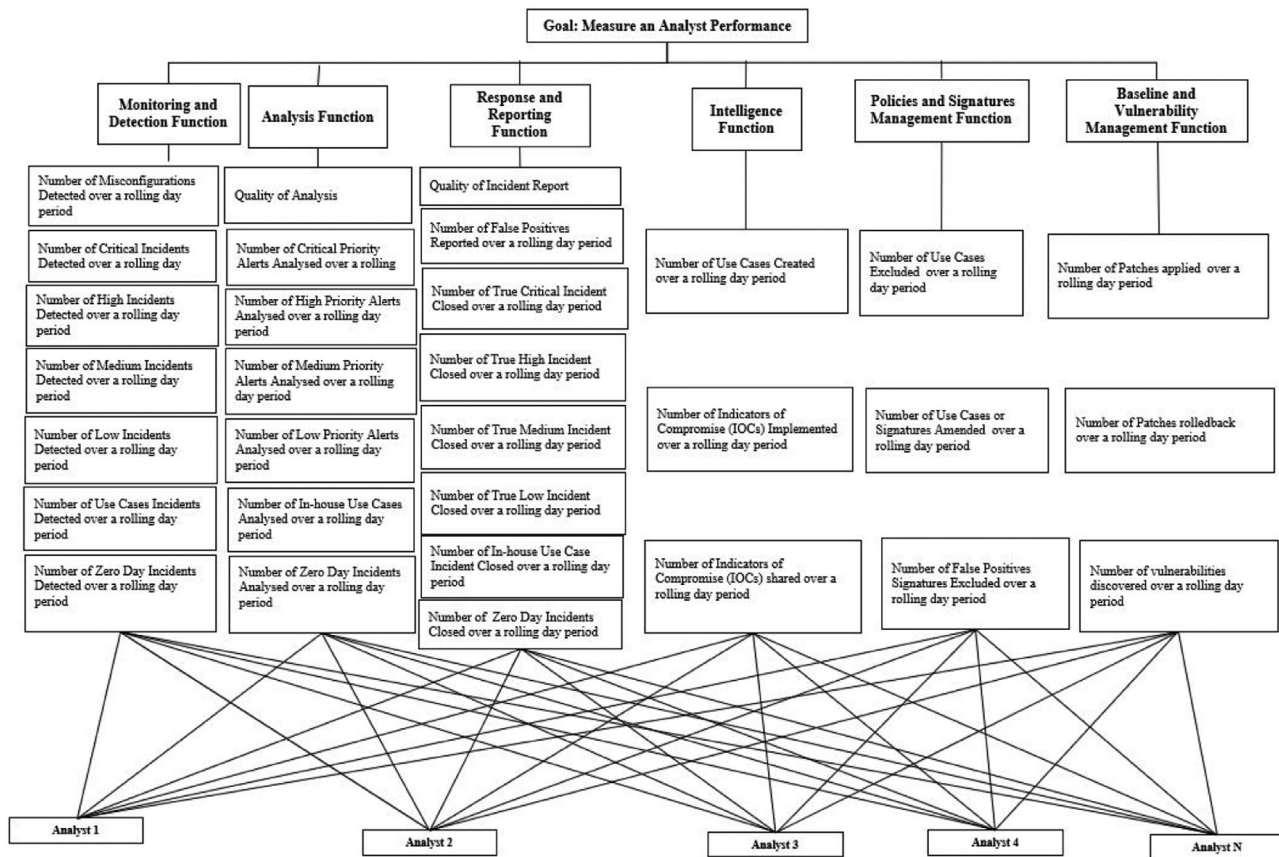 Goal: Measure an Analyst Performance
Monitoring and
Detection Function
Analysis Function
Response and
Reporting
Function
Intelligence
Function
Policies and Signatures
Management Function
Baseline and
Vulnerability
Management Function
Number of Misconfigurations
Detected over a rolling day
period
Number of Critical Incidents
Detected over a rolling day
Number of High Incidents
Detected over a rolling day
period
Number of Medium Incidents
Detected over a rolling day
period
Number of Low Incidents
Detected over a rolling day
period
Number of Use Cases Incidents
Detected over a rolling day
period
Number of Zero Day Incidents
Detected over a rolling day
period
Quality of Analysis
Number of Critical Priority
Alerts Analysed over a rolling
Number of High Priority Alerts
Analysed over a rolling day
period
Number of Medium Priority
Alerts Analysed over a rolling
day period
Number of Low Priority Alerts
Analysed over a rolling day
period
Number of In-house Use Cases
Analysed over a rolling day
period
Number of Zero Day Incidents
Analysed over a rolling day
period
Quality of Incident Report
Number of False Positives
Reported over a rolling day period
Number of True Critical Incident
Closed over a rolling day period
Number of True High Incident
Closed over a rolling day period
Number of True Medium Incident
Closed over a rolling day period
Number of True Low Incident
Closed over a rolling day period
Number of In-house Use Case
Incident Closed over a rolling day
period
Number of Zero Day Incidents
Closed over a rolling day period
Number of Use Cases Created
over a rolling day period
Number of Indicators of
Compromise (IOCs) Implemented
over a rolling day period
Number of Indicators of
Compromise (IOCs) shared over a
rolling day period
Number of Use Cases
Excluded over a rolling
day period
Number of Use Cases or
Signatures Amended over a
rolling day period
Number of False Positives
Signatures Excluded over a
rolling day period
Number of Patches applied over a
rolling day period
Number of Patches rolledback
over a rolling day period
Number of vulnerabilities
discovered over a rolling day
period
Analyst 1
Analyst 2
Analyst 3
Analyst 4
Analyst N